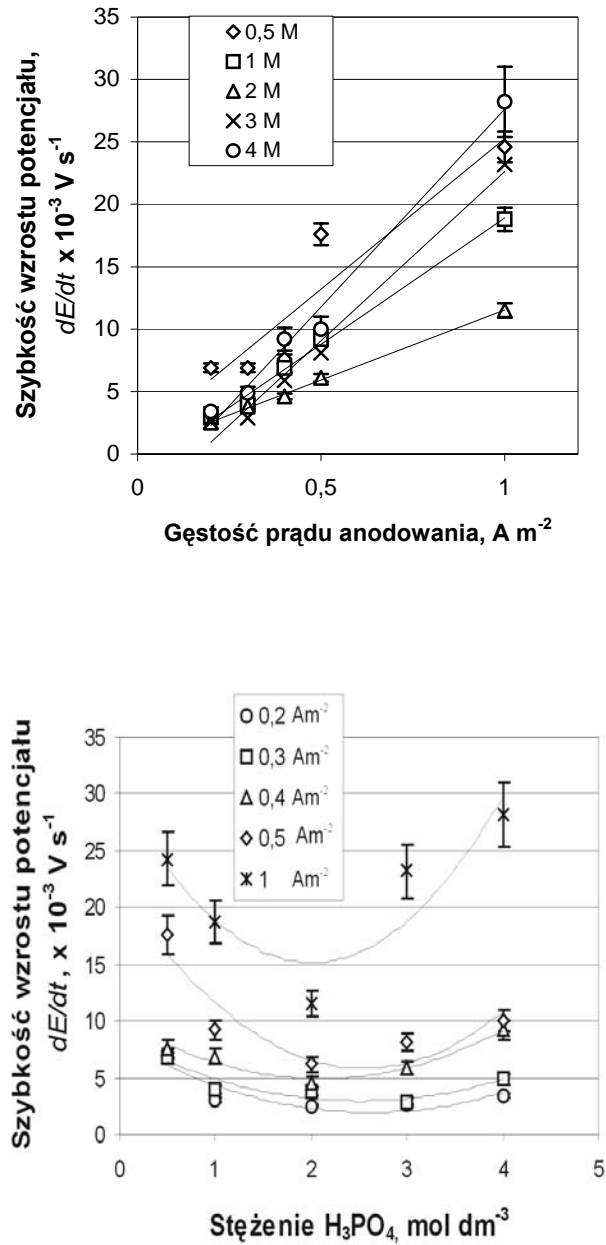 0,5 M
1 M
2 M
3 M
4 M
35
30
25
20
15
10
5
0
0
0,5
1
Szybkość wzrostu potencjału,
dE/dt x 10⁻³ V s⁻¹
Gęstość prądu anodowania, A m⁻²
0,2 Am⁻²
0,3 Am⁻²
0,4 Am⁻²
0,5 Am⁻²
1 Am⁻²
35
30
25
20
15
10
5
0
0
1
2
3
4
5
Szybkość wzrostu potencjału
dE/dt , x 10⁻³ V s⁻¹
Stężenie H₃PO₄, mol dm⁻³